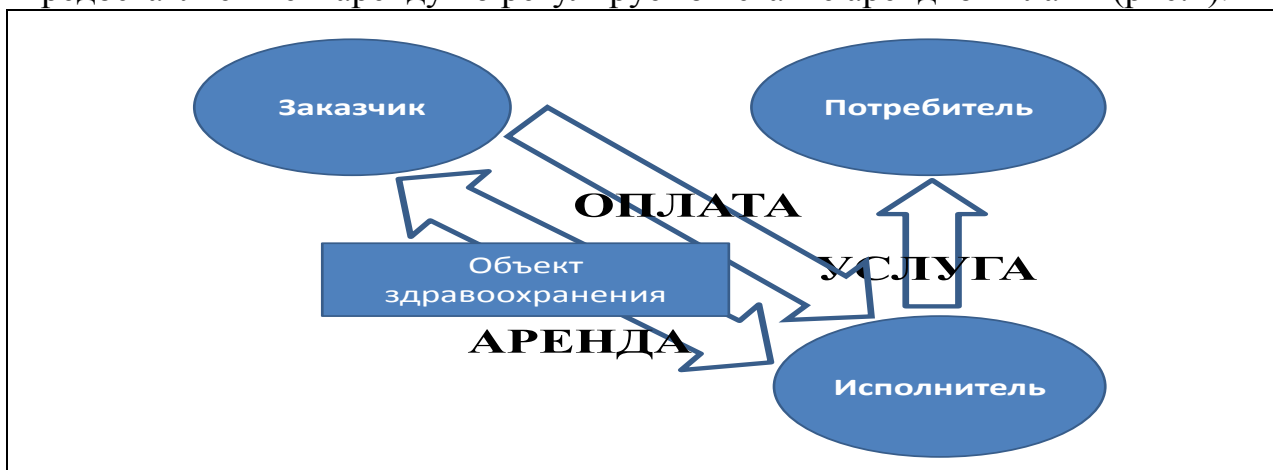 Заказчик
Потребитель
ОПЛАТА
УСЛУГА
Объект
здравоохранения
АРЕНДА
Исполнитель